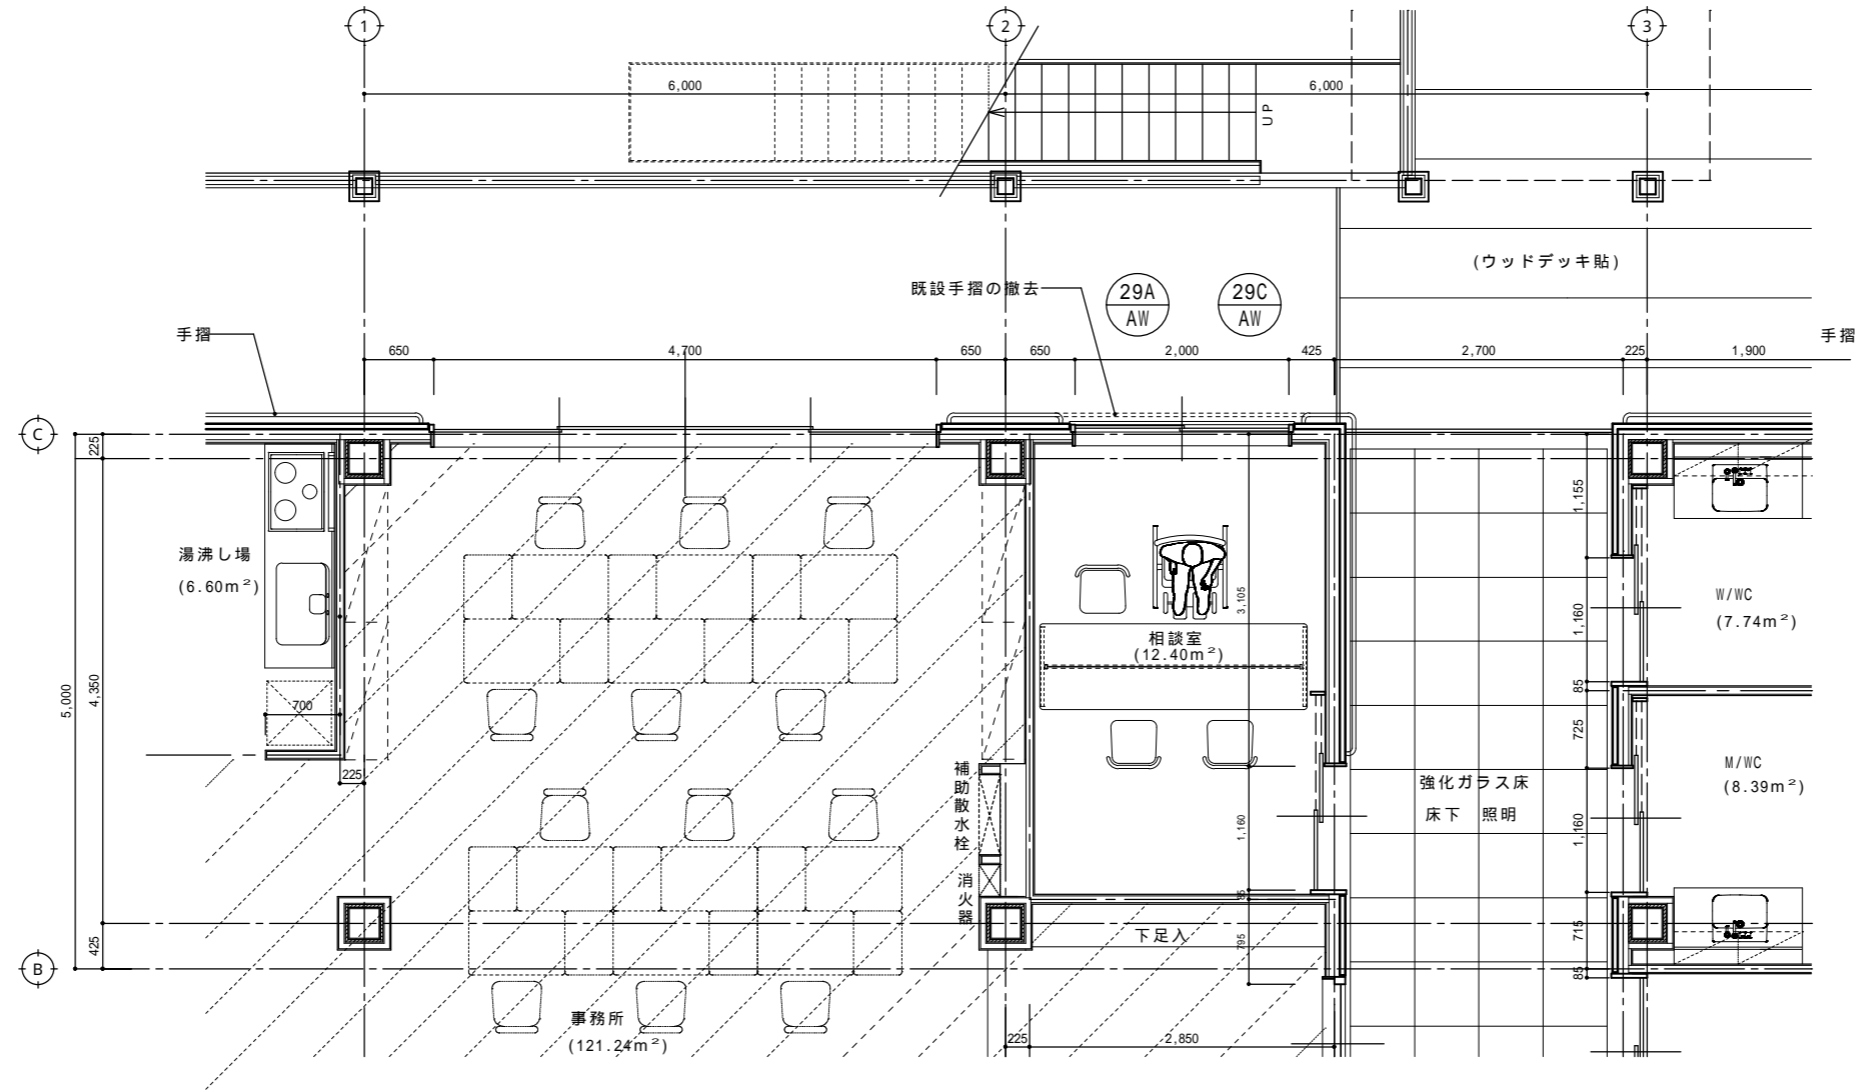 1
2
3
6,000
6,000
UP
(ウッドデッキ貼)
既設手摺の撤去
29A
AW
29C
AW
手摺
手摺
650
4,700
650
650
2,000
425
2,700
225
1,900
C
225
5,000
4,350
425
B
湯沸し場
(6.60m²)
700
225
相談室
(12.40m²)
3,105
1,160
85
795
補助散水栓
消火器
下足入
事務所
(121.24m²)
225
2,850
強化ガラス床
床下 照明
1,155
1,160
85
725
1,160
715
85
W/WC
(7.74m²)
M/WC
(8.39m²)